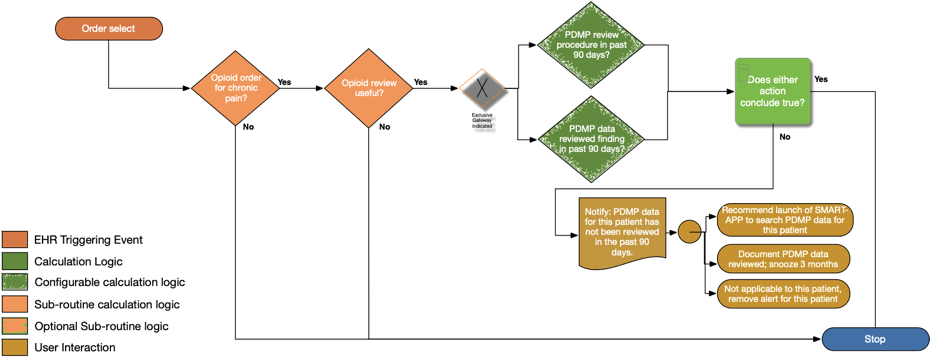 Order select
Opioid order
for chronic
pain?
Yes
No
Opioid review
useful?
Yes
No
X
Exclusive
Gateway
Indicated
PDMP review
procedure in past
90 days?
PDMP data
reviewed finding
in past 90 days?
Does either
action
conclude true?
Yes
No
Notify: PDMP data
for this patient has
not been reviewed
in the past 90
days.
Recommend launch of SMART-
APP to search PDMP data for
this patient
Document PDMP data
reviewed; snooze 3 months
Not applicable to this patient,
remove alert for this patient
Stop
EHR Triggering Event
Calculation Logic
Configurable calculation logic
Sub-routine calculation logic
Optional Sub-routine logic
User Interaction